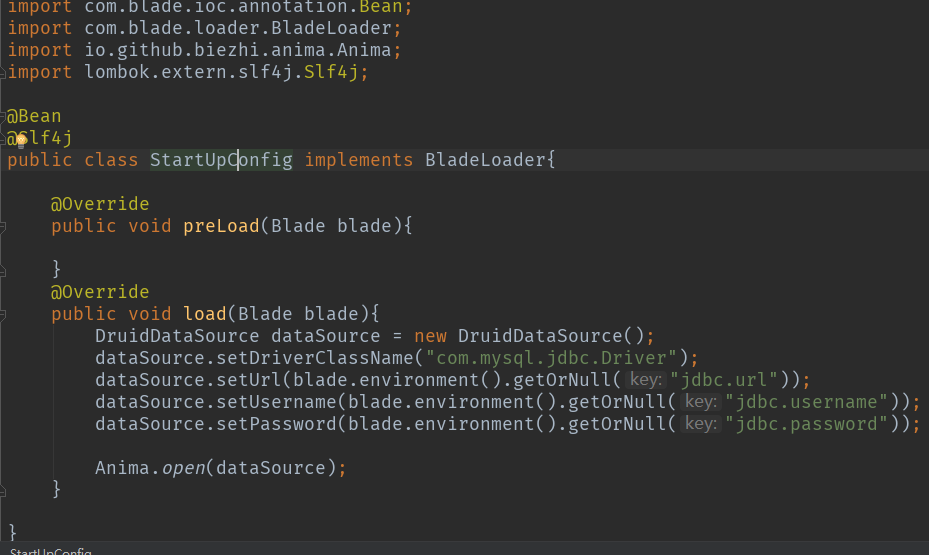 import com.blade.ioc.annotation.Bean;
import com.blade.loader.BladeLoader;
import io.github.biezhi.anima.Anima;
import lombok.extern.slf4j.Slf4j;
@Bean
@Slf4j
public class StartUpConfig implements BladeLoader{
@Override
public void preLoad(Blade blade){
}
@Override
public void load(Blade blade){
DruidDataSource dataSource = new DruidDataSource();
dataSource.setDriverClassName("com.mysql.jdbc.Driver");
dataSource.setUrl(blade.environment().getOrNull( key: "jdbc.url"));
dataSource.setUsername(blade.environment().getOrNull( key: "jdbc.username"));
dataSource.setPassword(blade.environment().getOrNull( key: "jdbc.password"));
Anima.open(dataSource);
}
}
StartUpConfig